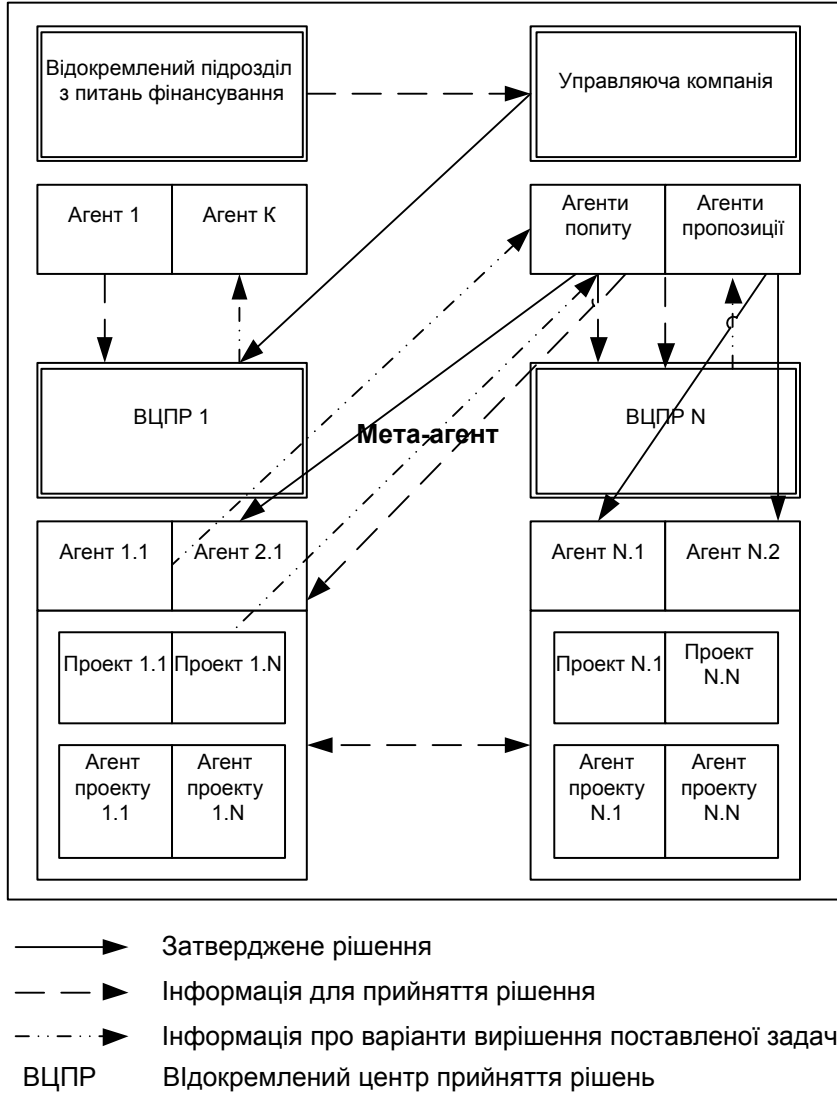 Відокремлений підрозділ
з питань фінансування
Управляюча компанія
Агент 1
Агент К
Агенти
попиту
Агенти
пропозиції
ВЦПР 1
Мета-агент
ВЦПР N
Агент 1.1
Агент 2.1
Агент N.1
Агент N.2
Проект 1.1
Проект 1.N
Проект N.1
Проект
N.N
Агент
проекту
1.1
Агент
проекту
1.N
Агент
проекту
N.1
Агент
проекту
N.N
Затверджене рішення
Інформація для прийняття рішення
Інформація про варіанти вирішення поставленої задач
ВЦПР ВІдокремлений центр прийняття рішень